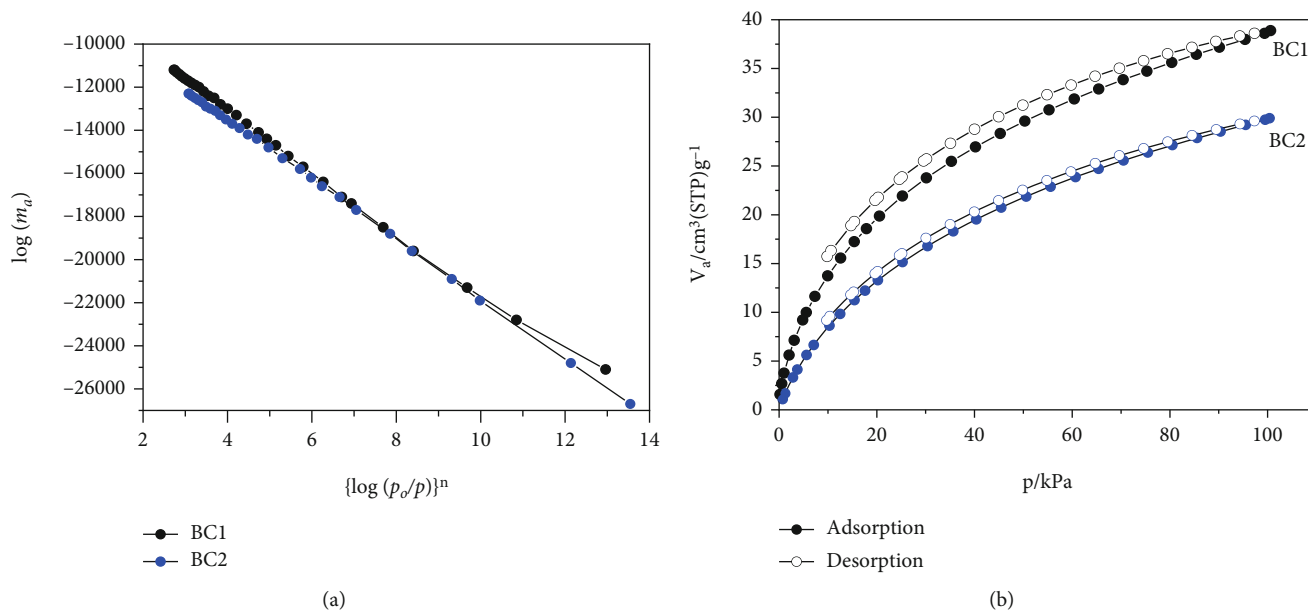 −10000
−12000
−14000
−16000
−18000
−20000
−22000
−24000
−26000
log (mₐ)
2 4 6 8 10 12 14
{log (pₒ/p)}ⁿ
BC1
BC2
(a)
40
35
30
25
20
15
10
5
0
Vₐ/cm³(STP)g⁻¹
BC1
BC2
0 20 40 60 80 100
p/kPa
Adsorption
Desorption
(b)